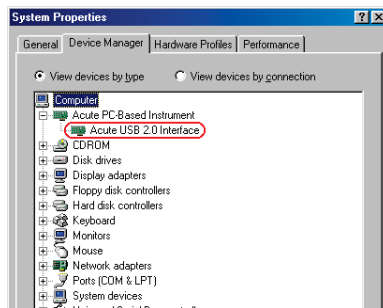 System Properties
General Device Manager Hardware Profiles Performance
View devices by type View devices by connection
Computer
Acute PC-Based Instrument
Acute USB 2.0 Interface
CDROM
Disk drives
Display adapters
Floppy disk controllers
Hard disk controllers
Keyboard
Monitors
Mouse
Network adapters
Ports (COM & LPT)
System devices